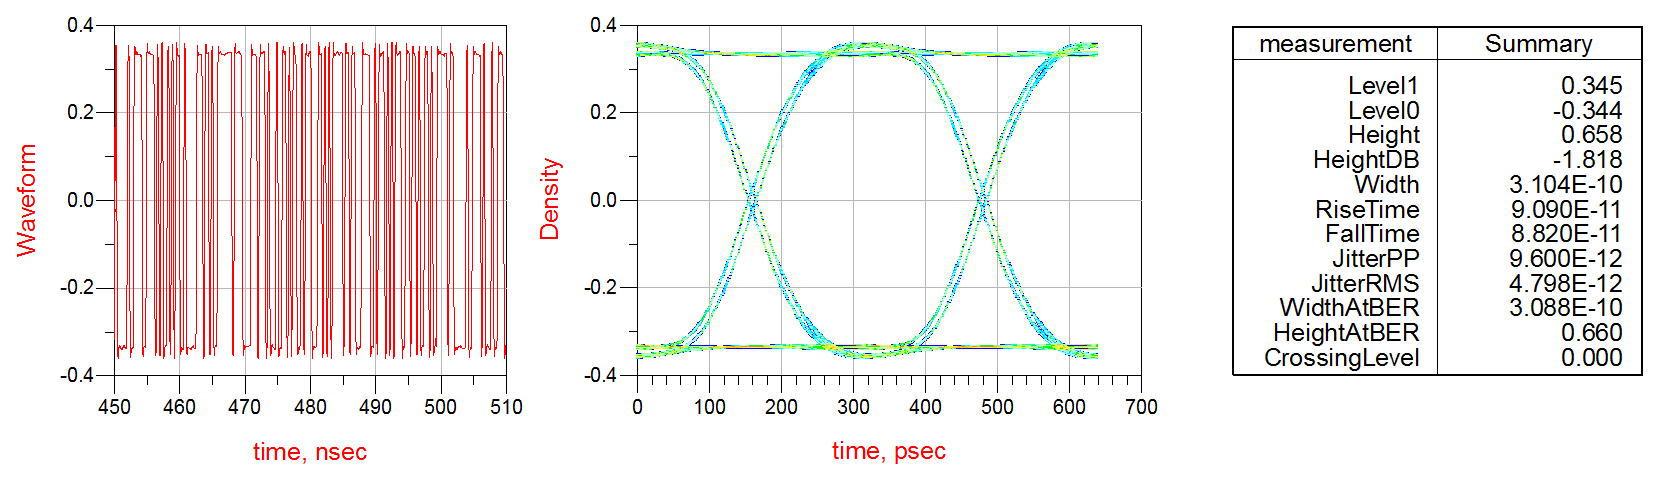 0.4
0.2
0.0
-0.2
-0.4
Waveform
450 460 470 480 490 500 510
time, nsec
0.4
0.2
0.0
-0.2
-0.4
Density
0 100 200 300 400 500 600 700
time, psec
measurement Summary
Level1 0.345
Level0 -0.344
Height 0.658
HeightDB -1.818
Width 3.104E-10
RiseTime 9.090E-11
FallTime 8.820E-11
JitterPP 9.600E-12
JitterRMS 4.798E-12
WidthAtBER 3.088E-10
HeightAtBER 0.660
CrossingLevel 0.000